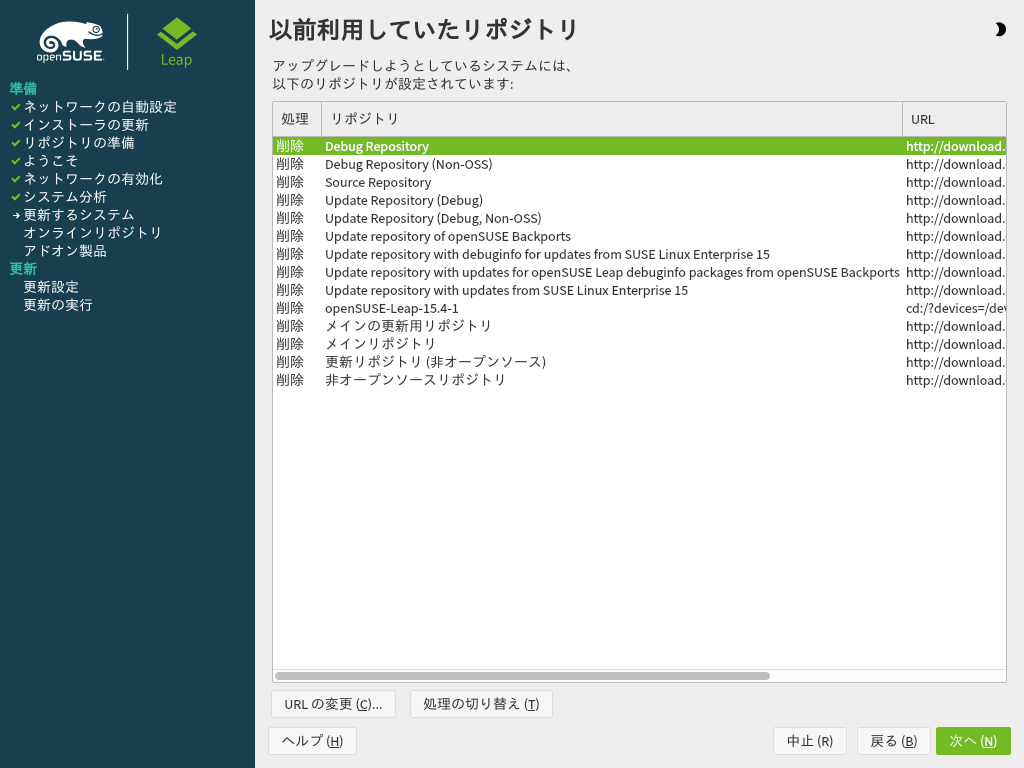 openSUSE
Leap
準備
ネットワークの自動設定
インストーラの更新
リポジトリの準備
ようこそ
ネットワークの有効化
システム分析
更新するシステム
オンラインリポジトリ
アドオン製品
更新
更新設定
更新の実行
以前利用していたリポジトリ
アップグレードしようとしているシステムには、
以下のリポジトリが設定されています:
処理 リポジトリ URL
削除 Debug Repository http://download.
削除 Debug Repository (Non-OSS) http://download.
削除 Source Repository http://download.
削除 Update Repository (Debug) http://download.
削除 Update Repository (Debug, Non-OSS) http://download.
削除 Update repository of openSUSE Backports http://download.
削除 Update repository with debuginfo for updates from SUSE Linux Enterprise 15 http://download.
削除 Update repository with updates for openSUSE Leap debuginfo packages from openSUSE Backports http://download.
削除 Update repository with updates from SUSE Linux Enterprise 15 http://download.
削除 openSUSE-Leap-15.4-1 cd:/?devices=/dev
削除 メインの更新用リポジトリ http://download.
削除 メインリポジトリ http://download.
削除 更新リポジトリ (非オープンソース) http://download.
削除 非オープンソースリポジトリ http://download.
URL の変更 (C)... 処理の切り替え (T)
ヘルプ (H) 中止 (R) 戻る (B) 次へ (N)